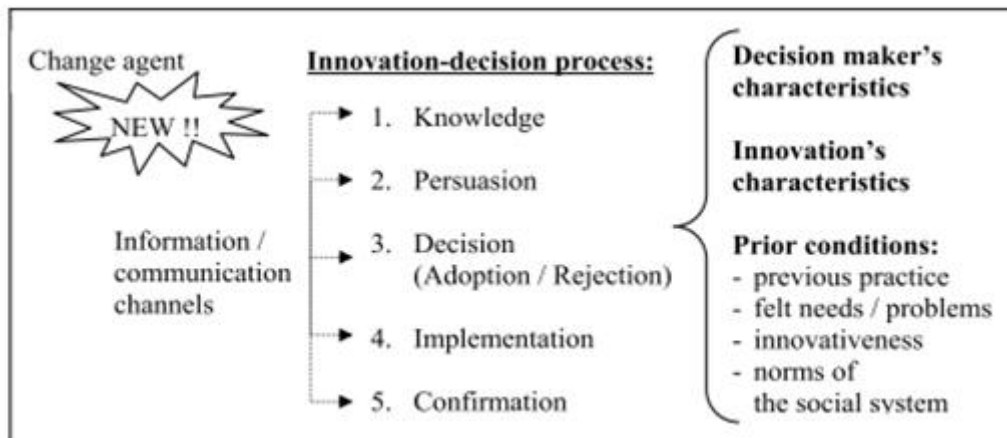 Change agent
NEW !!
Information /
communication
channels
Innovation-decision process:
1. Knowledge
2. Persuasion
3. Decision
(Adoption / Rejection)
4. Implementation
5. Confirmation
Decision maker's
characteristics
Innovation's
characteristics
Prior conditions:
- previous practice
- felt needs / problems
- innovativeness
- norms of
the social system